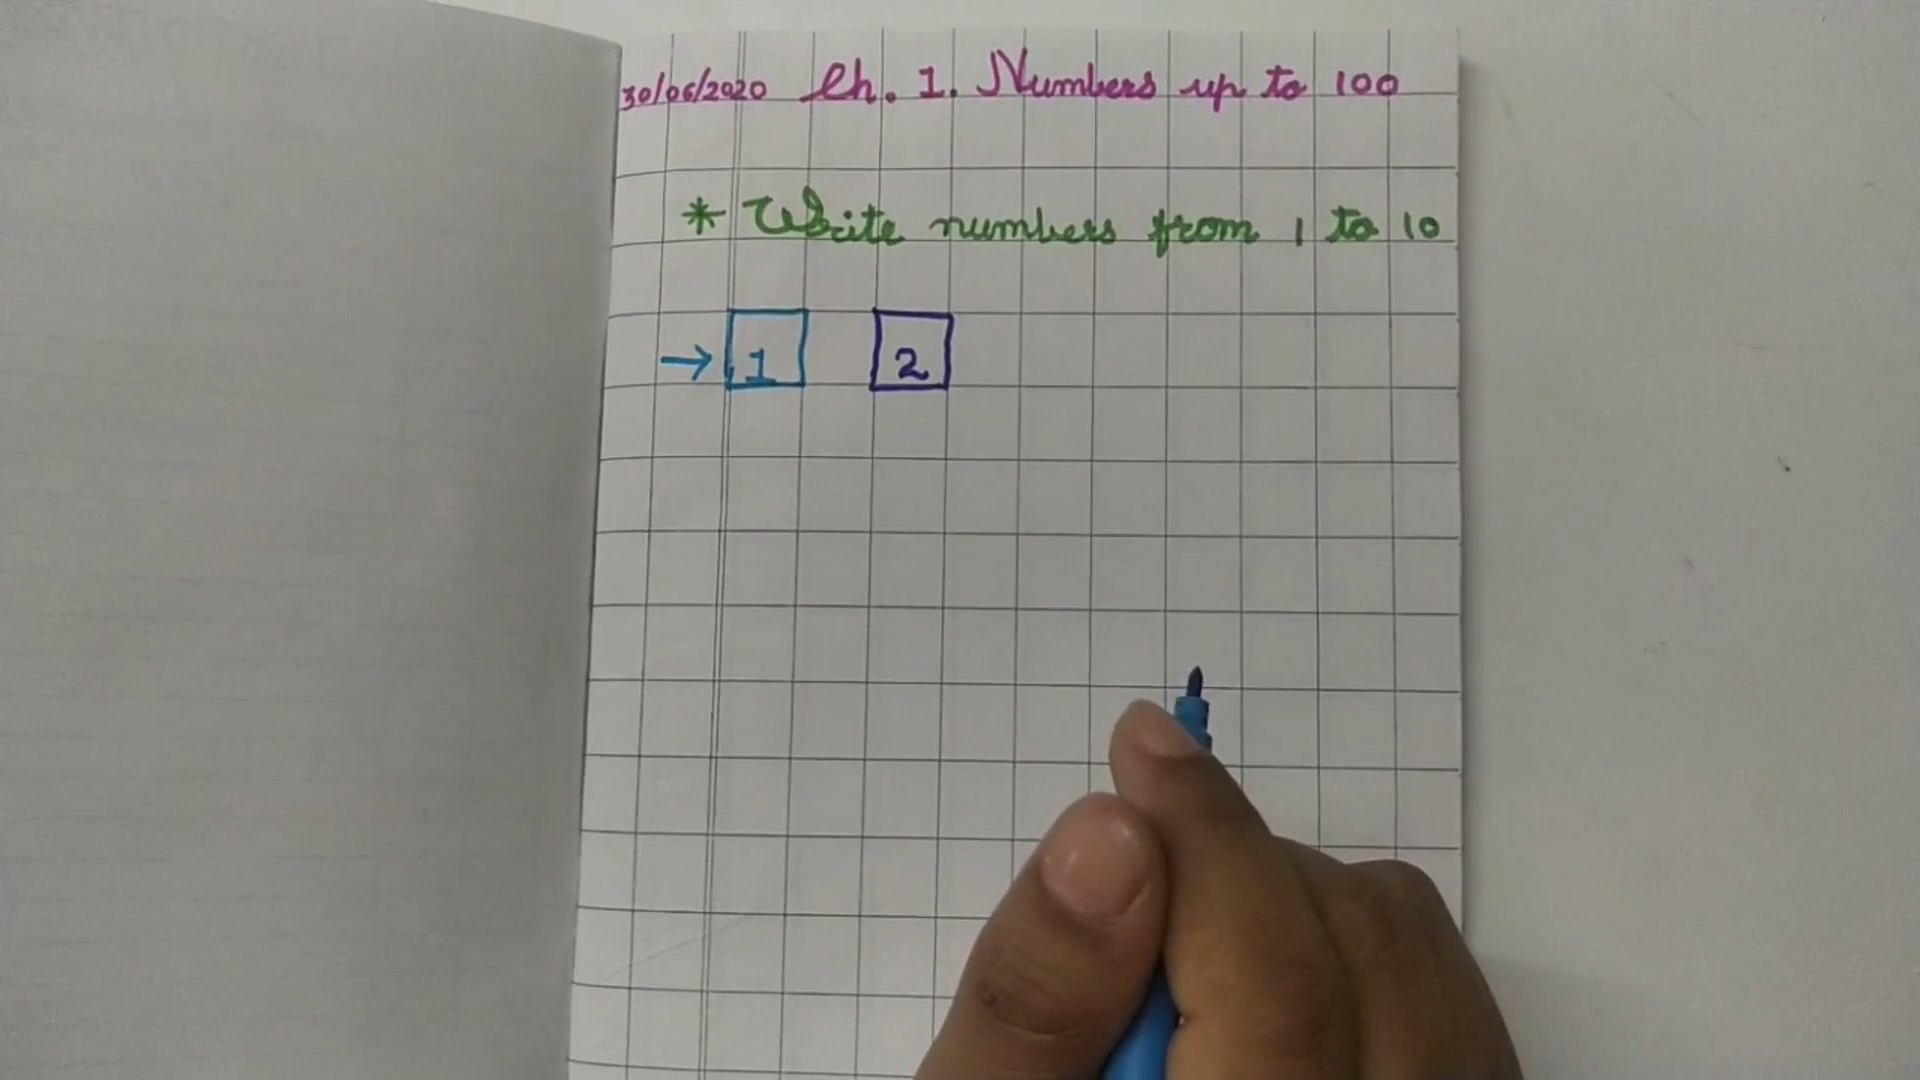 30/06/2020 Ch. 1. Numbers up to 100
* Write numbers from 1 to 10
→ 1 2